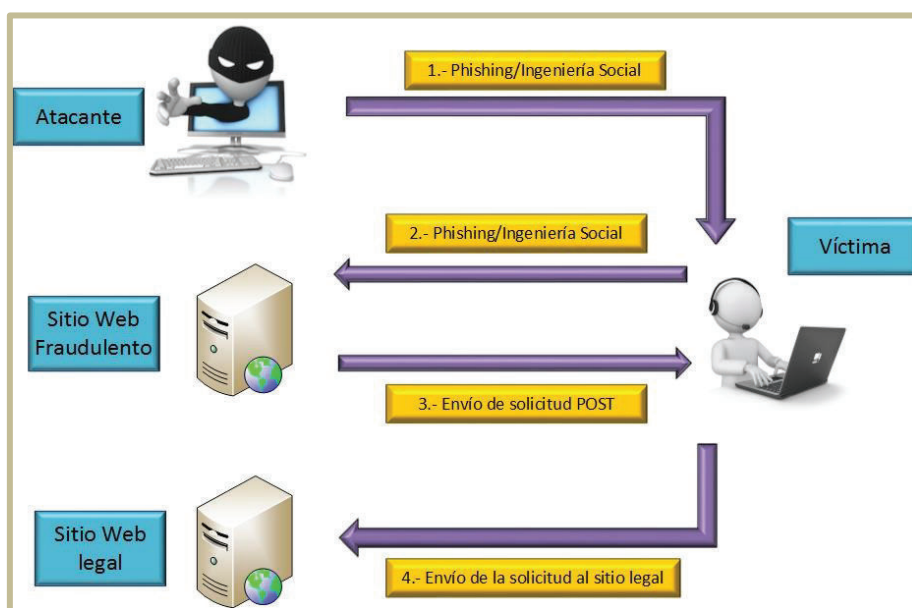 1.- Phishing/Ingeniería Social
Atacante
2.- Phishing/Ingeniería Social
Víctima
Sitio Web
Fraudulento
3.- Envío de solicitud POST
Sitio Web
legal
4.- Envío de la solicitud al sitio legal